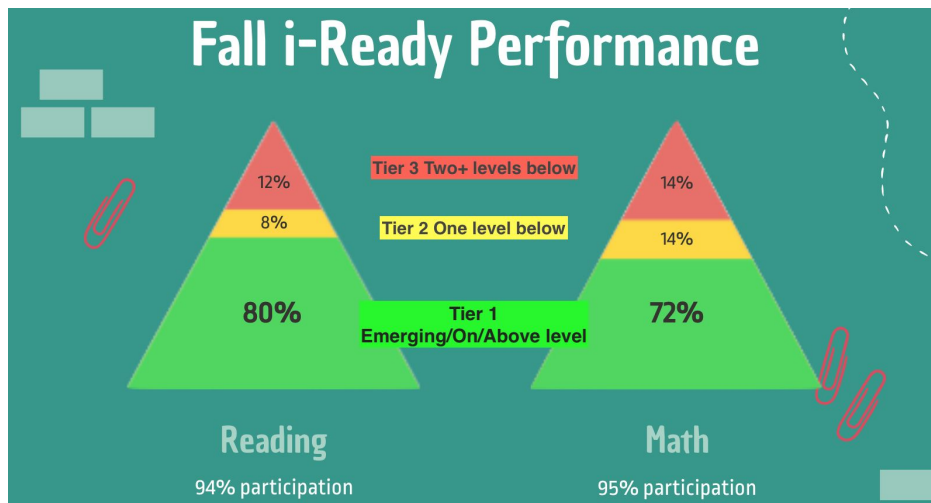 Fall i-Ready Performance
12%
Tier 3 Two+ levels below
14%
8%
Tier 2 One level below
14%
80%
Tier 1
Emerging/On/Above level
72%
Reading
Math
94% participation
95% participation